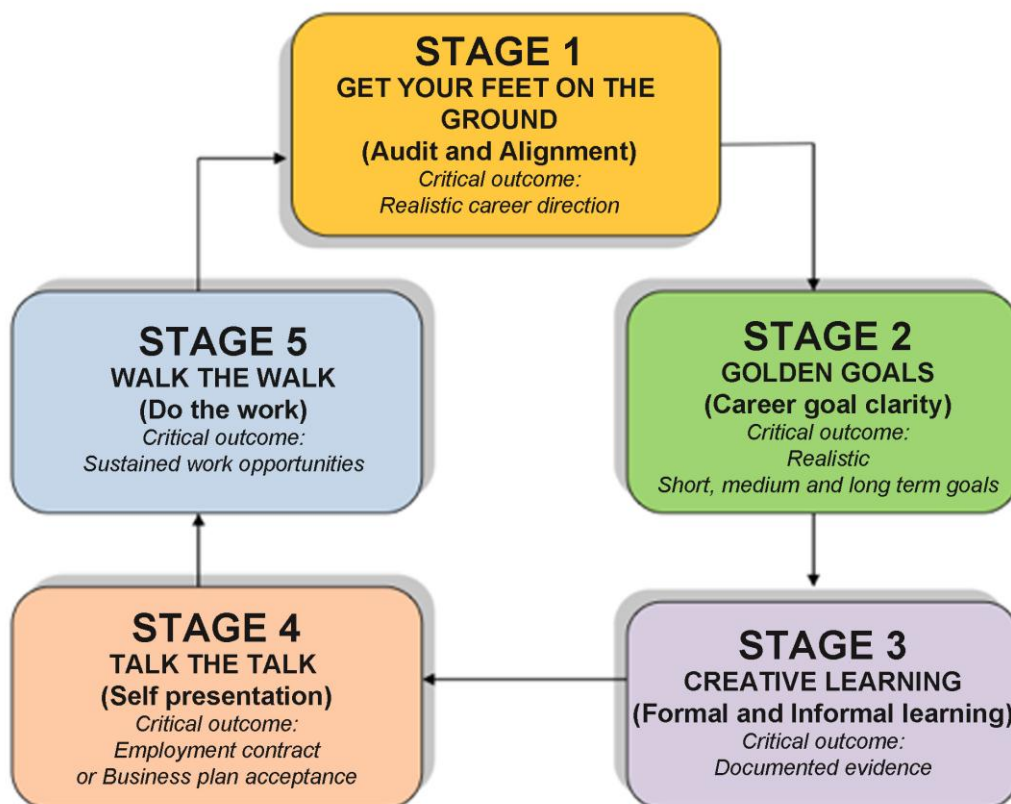 STAGE 1
GET YOUR FEET ON THE
GROUND
(Audit and Alignment)
Critical outcome:
Realistic career direction
STAGE 2
GOLDEN GOALS
(Career goal clarity)
Critical outcome:
Realistic
Short, medium and long term goals
STAGE 3
CREATIVE LEARNING
(Formal and Informal learning)
Critical outcome:
Documented evidence
STAGE 4
TALK THE TALK
(Self presentation)
Critical outcome:
Employment contract
or Business plan acceptance
STAGE 5
WALK THE WALK
(Do the work)
Critical outcome:
Sustained work opportunities